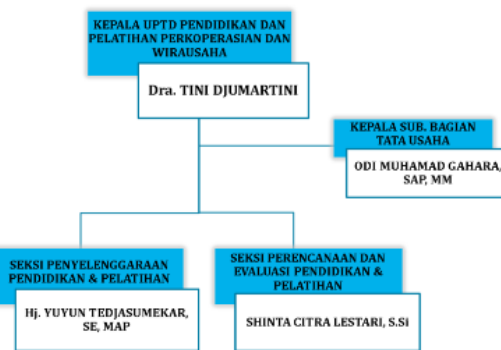 KEPALA UPTD PENDIDIKAN DAN
PELATIHAN PERKOPERASIAN DAN
WIRAUSAHA
Dra. TINI DJUMARTINI
KEPALA SUB. BAGIAN
TATA USAHA
ODI MUHAMAD GAHARA,
SAP, MM
SEKSI PENYELENGGARAAN
PENDIDIKAN & PELATIHAN
Hj. YUYUN TEDJASUMEKAR,
SE, MAP
SEKSI PERENCANAAN DAN
EVALUASI PENDIDIKAN &
PELATIHAN
SHINTA CITRA LESTARI, S.Si